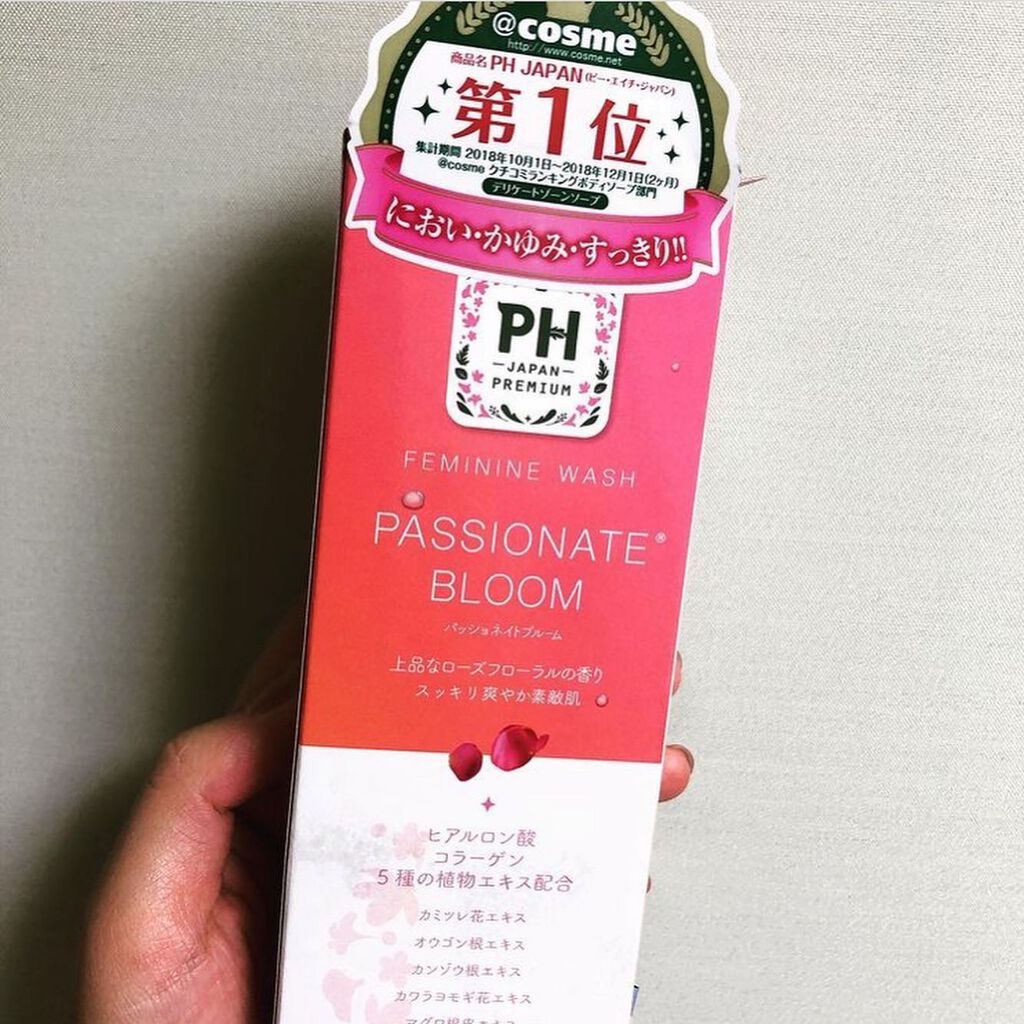 @cosme
http://www.cosme.net
商品名 PH JAPAN (ピー・エイチ・ジャパン)
第1位
集計期間 2018年10月1日~2018年12月1日(2ヶ月)
@cosme クチコミランキングボディソープ部門
デリケートゾーンソープ
におい・かゆみ・すっきり!!
PH
JAPAN
PREMIUM
FEMININE WASH
PASSIONATE®
BLOOM
パッショネイトブルーム
上品なローズフローラルの香り
スッキリ爽やか素敵肌
ヒアルロン酸
コラーゲン
5種の植物エキス配合
カミツレ花エキス
オウゴン根エキス
カンゾウ根エキス
カワラヨモギ花エキス